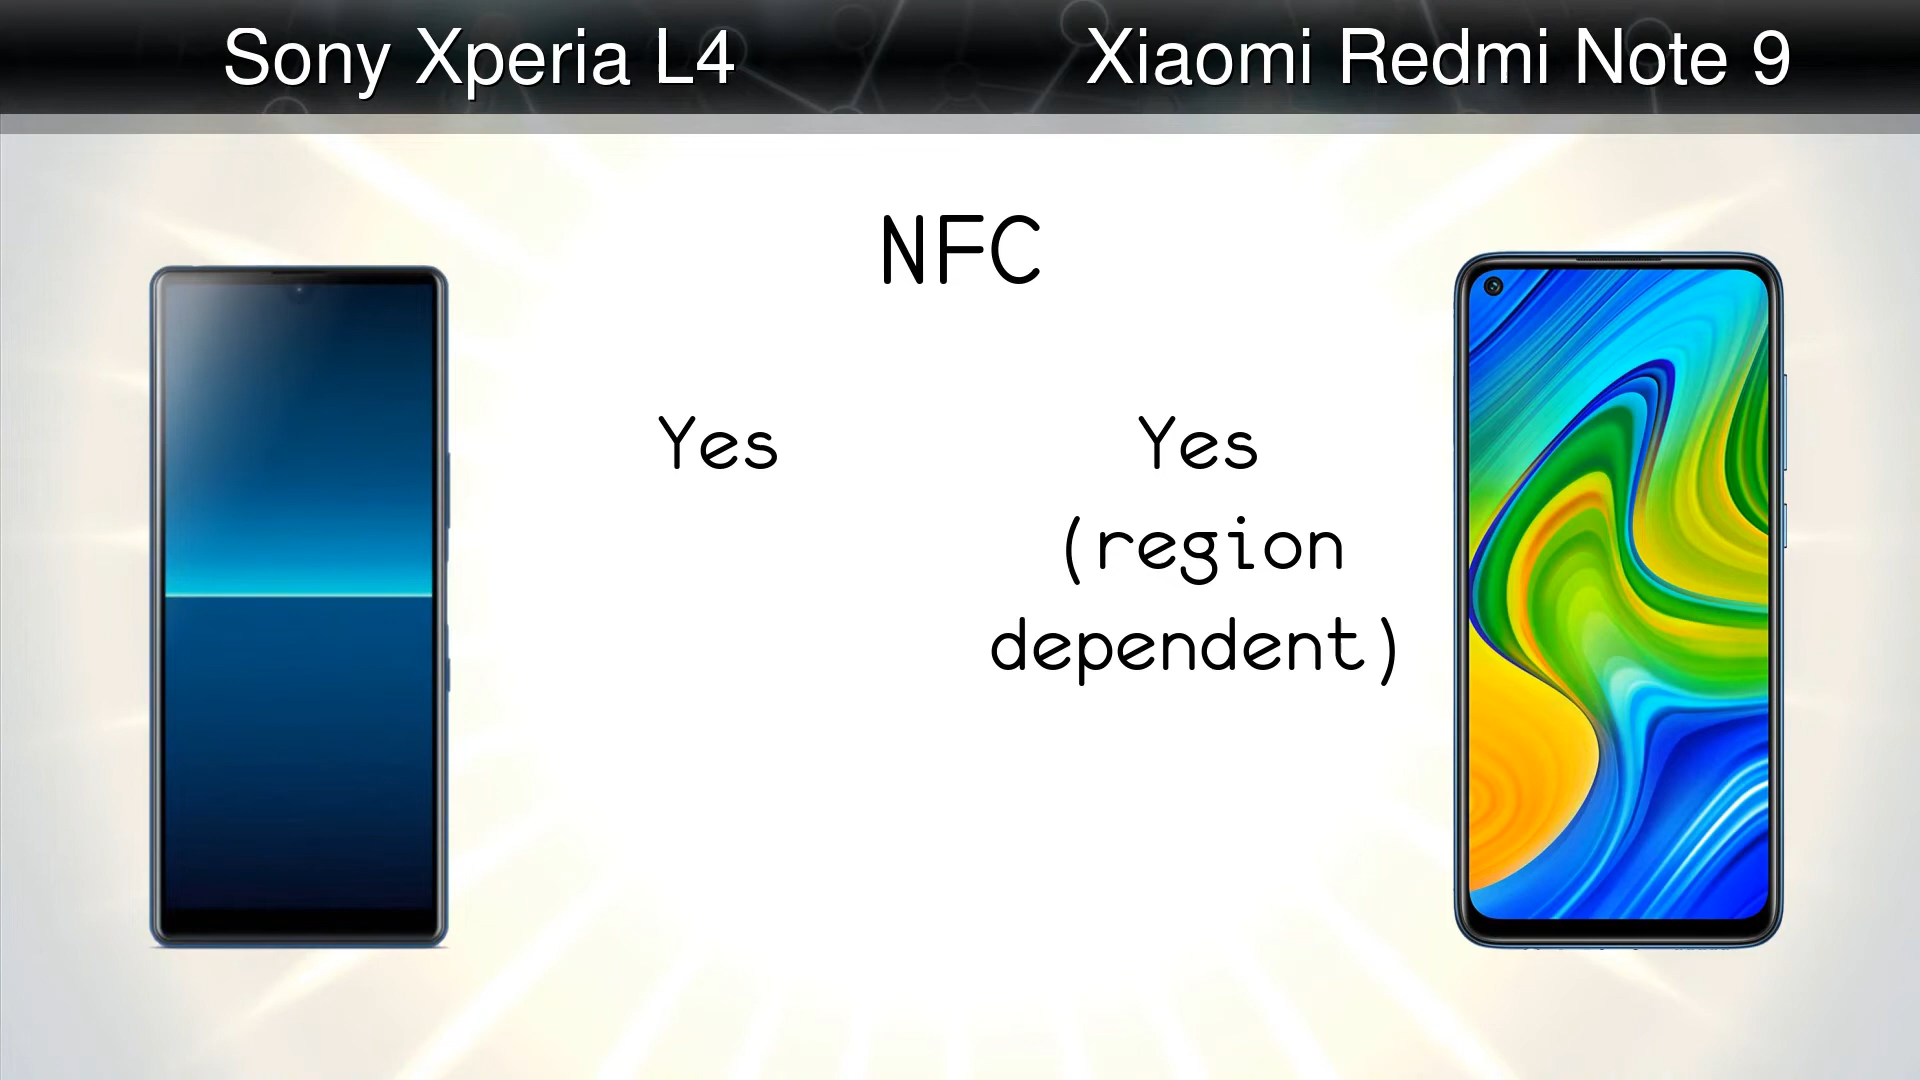 Sony Xperia L4
Xiaomi Redmi Note 9
NFC
Yes
Yes
(region
dependent)